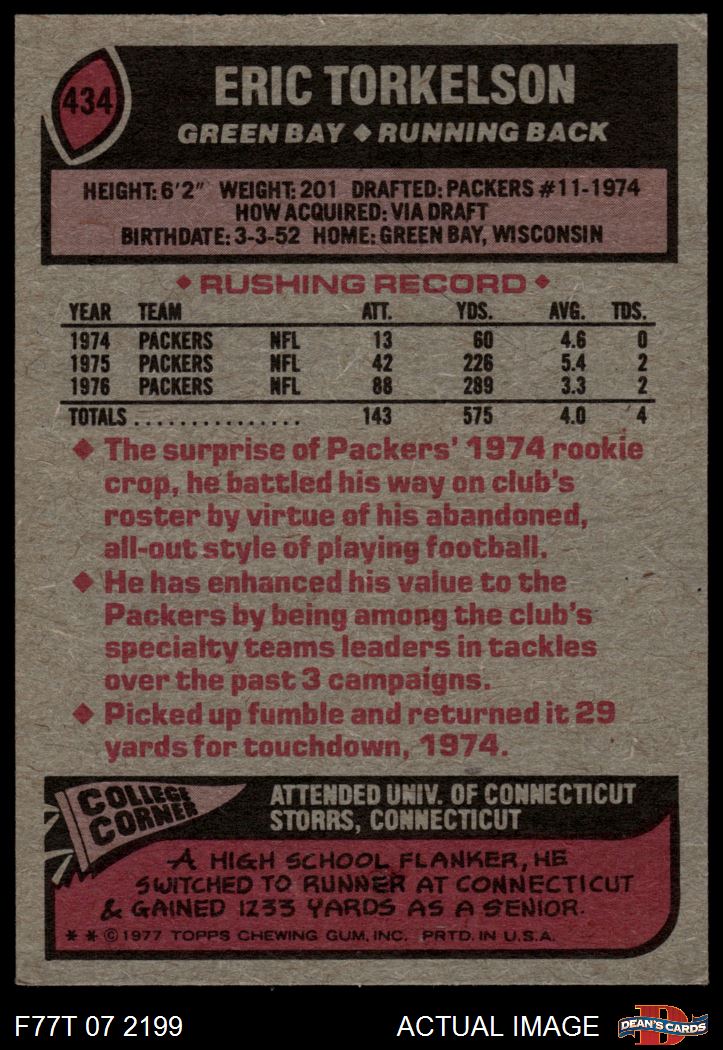 434
ERIC TORKELSON
GREEN BAY ◆ RUNNING BACK
HEIGHT: 6'2" WEIGHT: 201 DRAFTED: PACKERS #11-1974
HOW ACQUIRED: VIA DRAFT
BIRTHDATE: 3-3-52 HOME: GREEN BAY, WISCONSIN
◆ RUSHING RECORD ◆
YEAR TEAM ATT. YDS. AVG. TDS.
1974 PACKERS NFL 13 60 4.6 0
1975 PACKERS NFL 42 226 5.4 2
1976 PACKERS NFL 88 289 3.3 2
TOTALS . . . . . . . . . . . . . . . 143 575 4.0 4
◆ The surprise of Packers' 1974 rookie
crop, he battled his way on club's
roster by virtue of his abandoned,
all-out style of playing football.
◆ He has enhanced his value to the
Packers by being among the club's
specialty teams leaders in tackles
over the past 3 campaigns.
◆ Picked up fumble and returned it 29
yards for touchdown, 1974.
COLLEGE
CORNER
ATTENDED UNIV. OF CONNECTICUT
STORRS, CONNECTICUT
A HIGH SCHOOL FLANKER, HE
SWITCHED TO RUNNER AT CONNECTICUT
& GAINED 1233 YARDS AS A SENIOR.
* * © 1977 TOPPS CHEWING GUM, INC. PRTD. IN U.S.A.
F77T 07 2199
ACTUAL IMAGE
D
DEAN'S CARDS